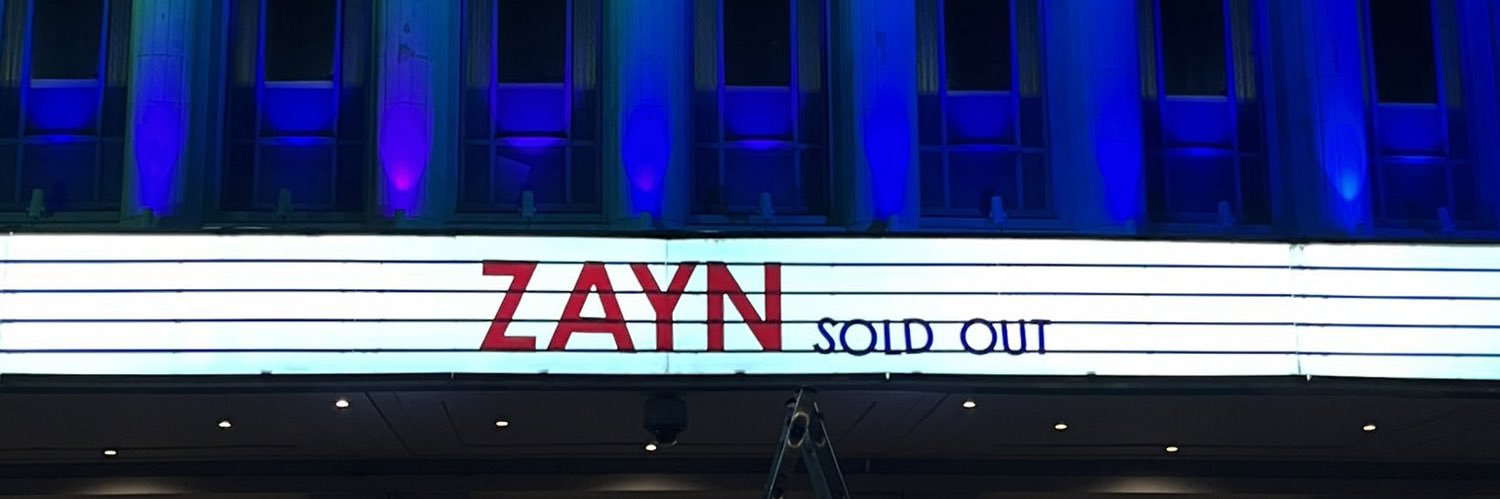 ZAYN SOLD OUT